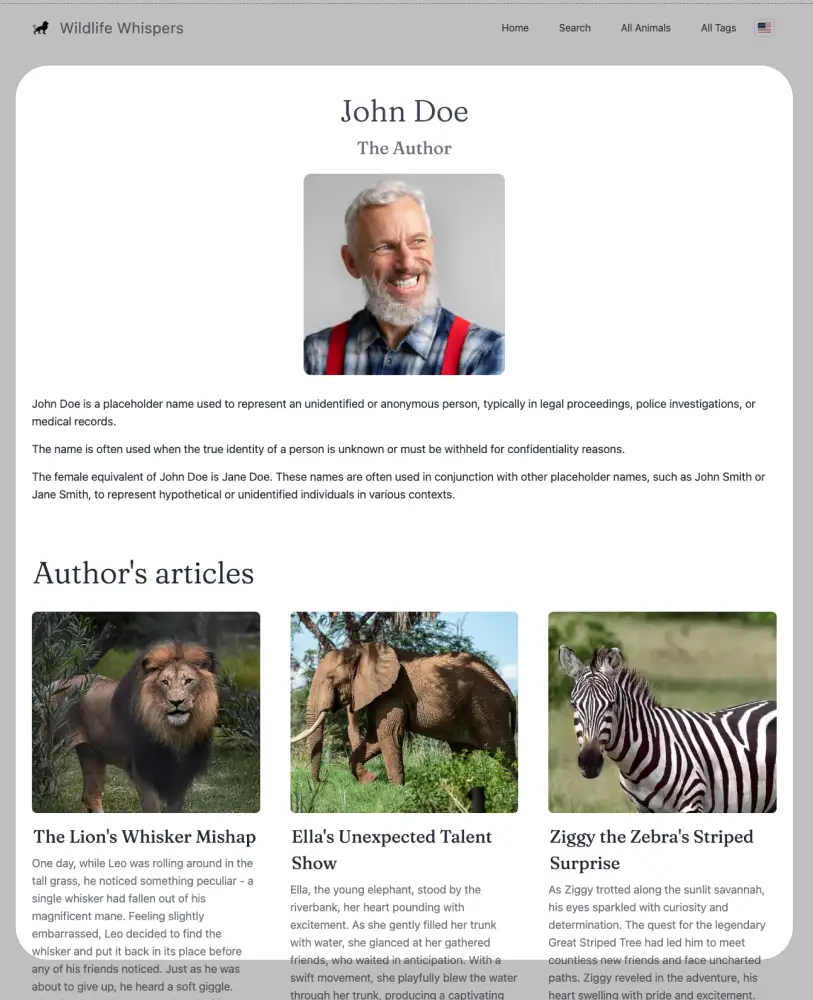 Wildlife Whispers
Home
Search
All Animals
All Tags
John Doe
The Author
John Doe is a placeholder name used to represent an unidentified or anonymous person, typically in legal proceedings, police investigations, or
medical records.
The name is often used when the true identity of a person is unknown or must be withheld for confidentiality reasons.
The female equivalent of John Doe is Jane Doe. These names are often used in conjunction with other placeholder names, such as John Smith or
Jane Smith, to represent hypothetical or unidentified individuals in various contexts.
Author's articles
The Lion's Whisker Mishap
One day, while Leo was rolling around in the
tall grass, he noticed something peculiar - a
single whisker had fallen out of his
magnificent mane. Feeling slightly
embarrassed, Leo decided to find the
whisker and put it back in its place before
any of his friends noticed. Just as he was
about to give up, he heard a soft giggle.
Ella's Unexpected Talent
Show
Ella, the young elephant, stood by the
riverbank, her heart pounding with
excitement. As she gently filled her trunk
with water, she glanced at her gathered
friends, who waited in anticipation. With a
swift movement, she playfully blew the water
through her trunk, producing a captivating
Ziggy the Zebra's Striped
Surprise
As Ziggy trotted along the sunlit savannah,
his eyes sparkled with curiosity and
determination. The quest for the legendary
Great Striped Tree had led him to meet
countless new friends and face uncharted
paths. Ziggy reveled in the adventure, his
heart swelling with pride and excitement.